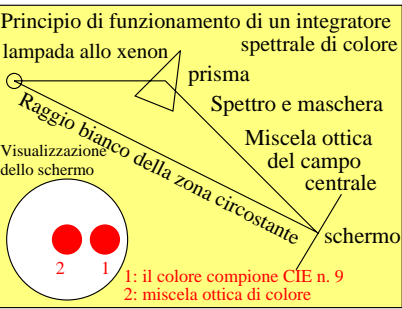 Principio di funzionamento di un integratore
spettrale di colore
lampada allo xenon
prisma
Spettro e maschera
Raggio bianco della zona circostante
Miscela ottica
del campo
centrale
Visualizzazione
dello schermo
schermo
2
1
1: il colore compione CIE n. 9
2: miscela ottica di colore